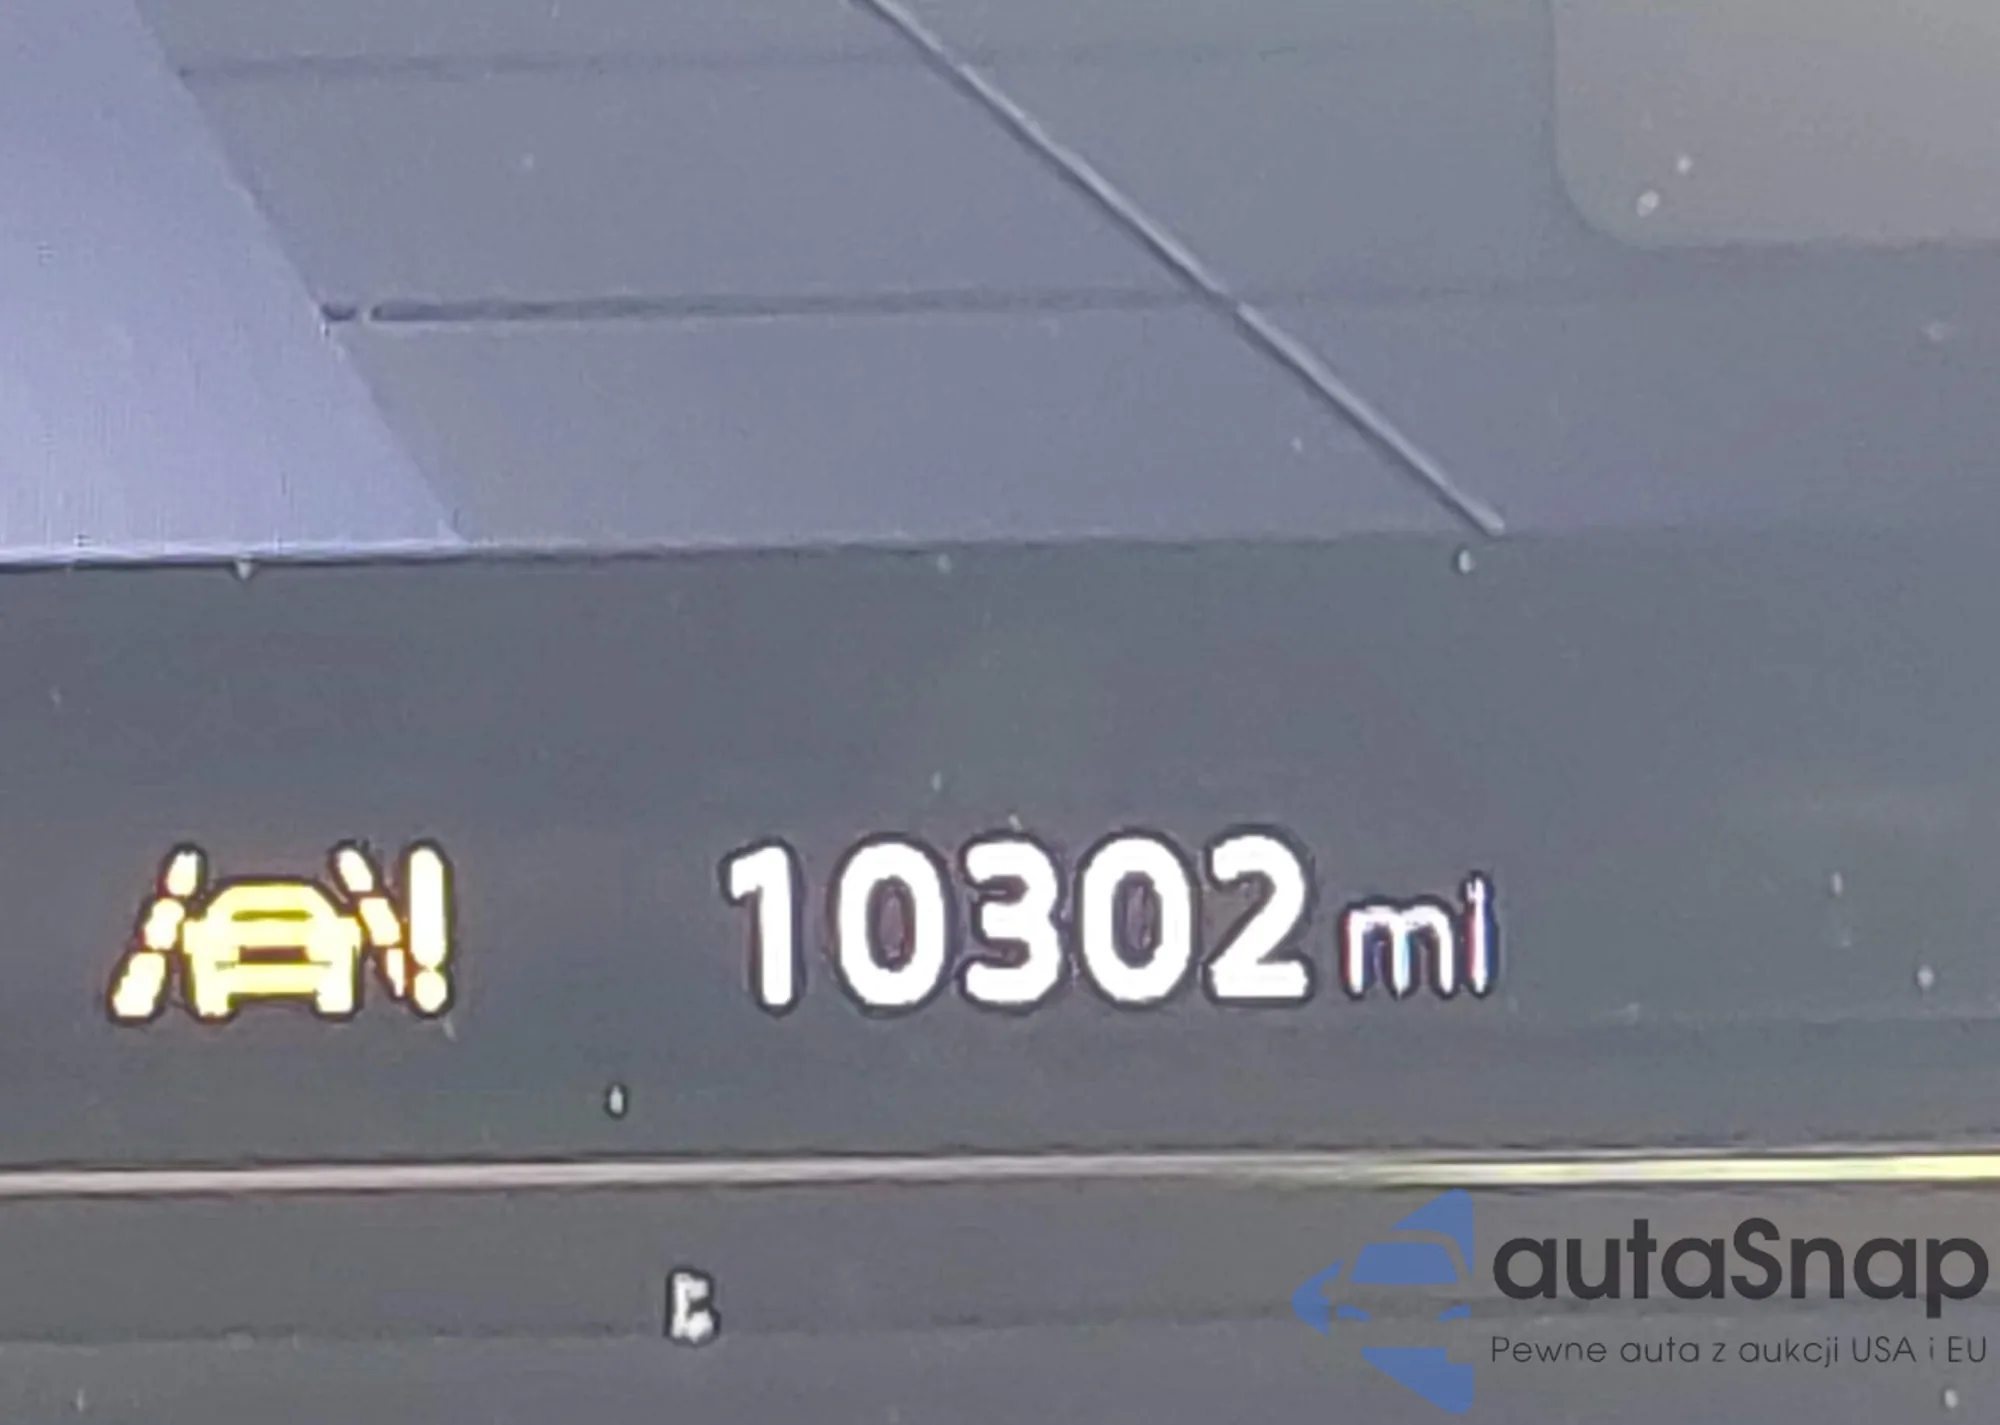 10302 mi
autaSnap
Pewne auta z aukcji USA i EU